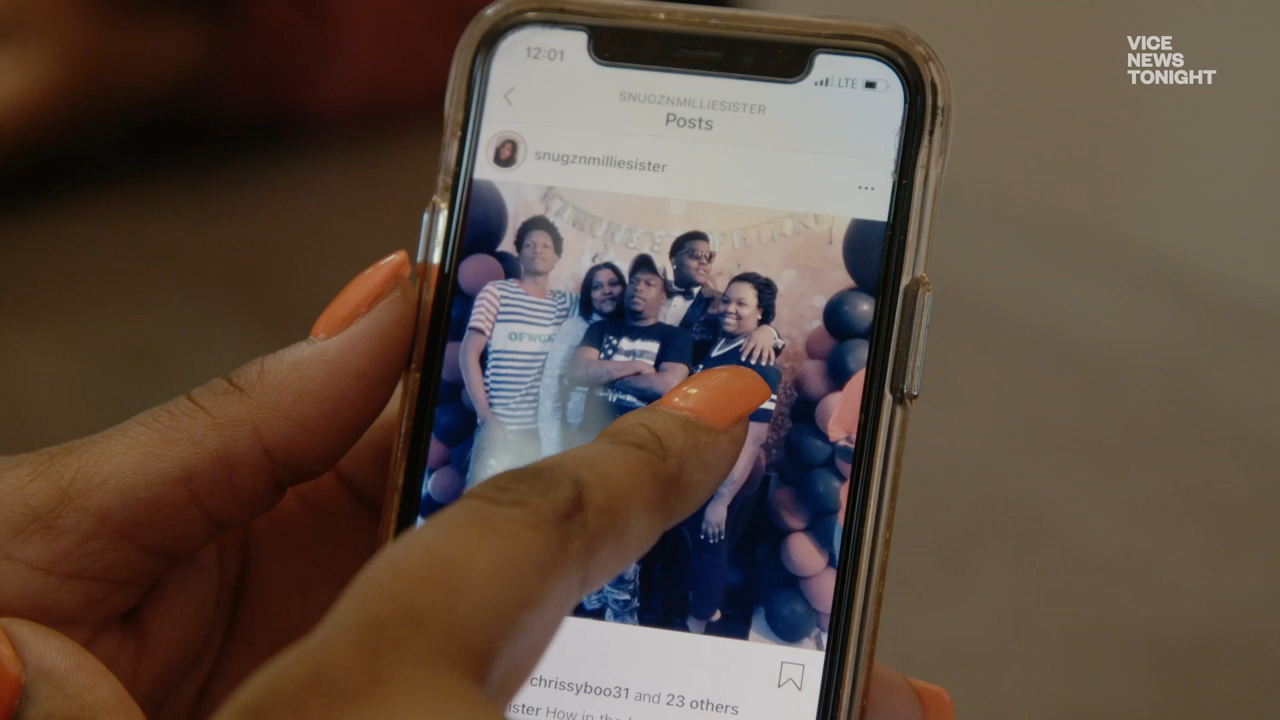 VICE
NEWS
TONIGHT
12:01
LTE
SNUGZNMILLIESISTER
Posts
snugznmilliesister
OFWGK
chrissyboo31 and 23 others
ister How in the